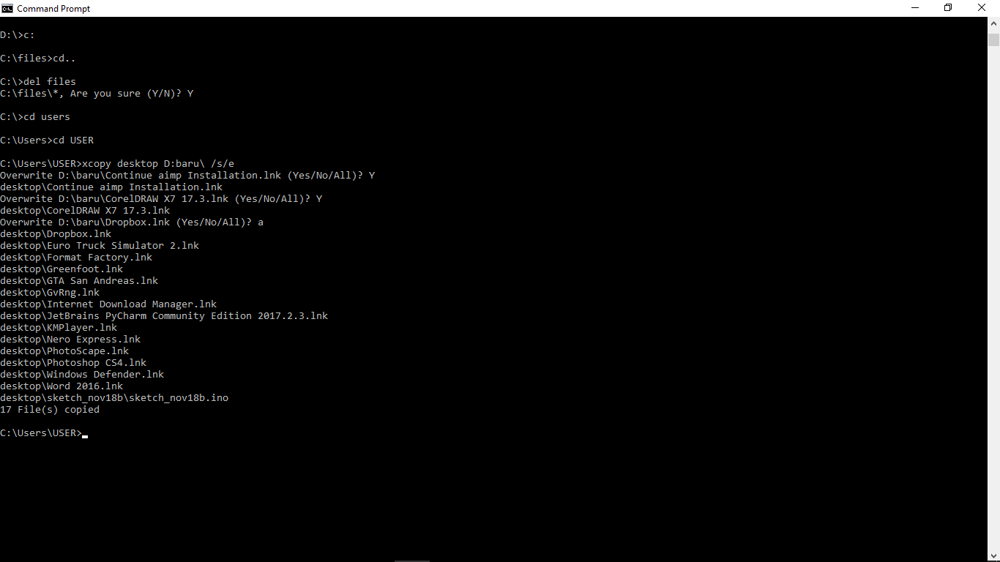 Command Prompt
D:\>c:
C:\files>cd..
C:\>del files
C:\files\*, Are you sure (Y/N)? Y
C:\>cd users
C:\Users>cd USER
C:\Users\USER>xcopy desktop D:baru\ /s/e
Overwrite D:\baru\Continue aimp Installation.lnk (Yes/No/All)? Y
desktop\Continue aimp Installation.lnk
Overwrite D:\baru\CorelDRAW X7 17.3.lnk (Yes/No/All)? Y
desktop\CorelDRAW X7 17.3.lnk
Overwrite D:\baru\Dropbox.lnk (Yes/No/All)? a
desktop\Dropbox.lnk
desktop\Euro Truck Simulator 2.lnk
desktop\Format Factory.lnk
desktop\Greenfoot.lnk
desktop\GTA San Andreas.lnk
desktop\GvRng.lnk
desktop\Internet Download Manager.lnk
desktop\JetBrains PyCharm Community Edition 2017.2.3.lnk
desktop\KMPlayer.lnk
desktop\Nero Express.lnk
desktop\PhotoScape.lnk
desktop\Photoshop CS4.lnk
desktop\Windows Defender.lnk
desktop\Word 2016.lnk
desktop\sketch_nov18b\sketch_nov18b.ino
17 File(s) copied
C:\Users\USER>